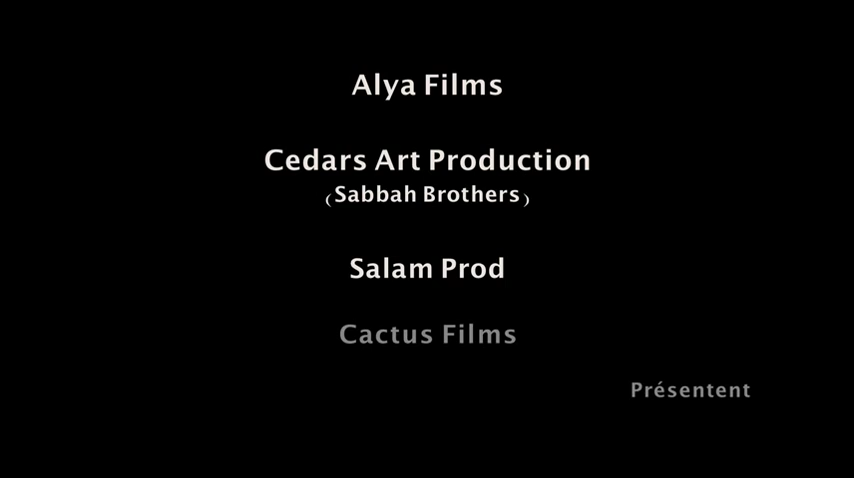 Alya Films
Cedars Art Production
(Sabbah Brothers)
Salam Prod
Cactus Films
Présentent